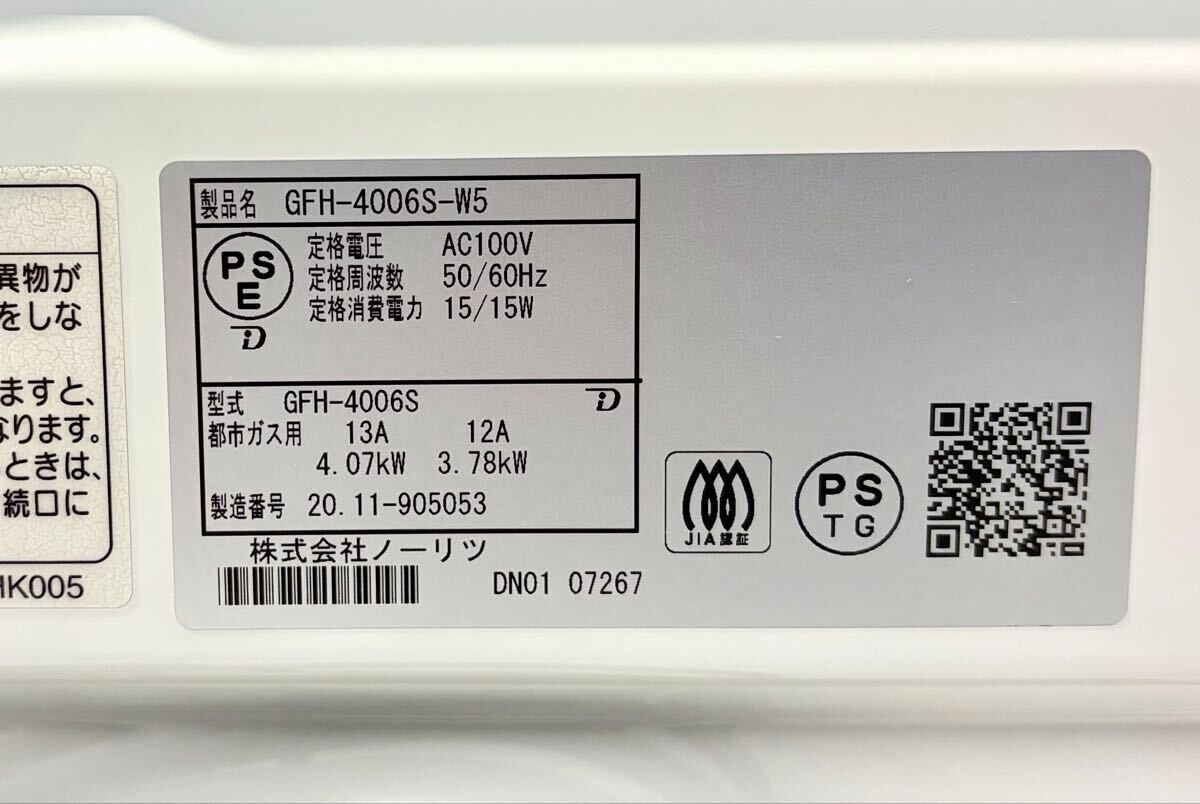 異物が
をしな
ますと、
なります。
ときは、
続口に
HK005
製品名 GFH-4006S-W5
PS
E
定格電圧 AC100V
定格周波数 50/60Hz
定格消費電力 15/15W
型式 GFH-4006S
都市ガス用 13A 12A
4.07kW 3.78kW
製造番号 20.11-905053
株式会社ノーリツ
DN01 07267
JIA認証
PS
TG